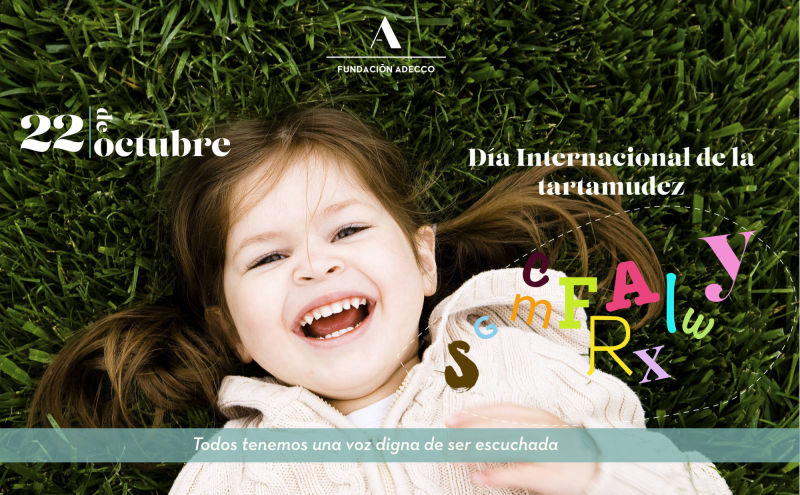 A
FUNDACIÓN ADECCO
22 de octubre
Día Internacional de la
tartamudez
y
c F A l
m w
G R
S x
Todos tenemos una voz digna de ser escuchada